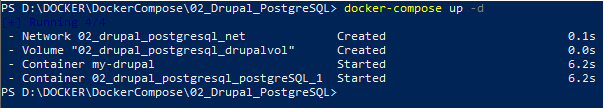 PS D:\DOCKER\DockerCompose\02_Drupal_PostgreSQL> docker-compose up -d
[+] Running 4/4
- Network 02_drupal_postgresql_net Created 0.1s
- Volume "02_drupal_postgresql_drupalvol" Created 0.0s
- Container my-drupal Started 6.2s
- Container 02_drupal_postgresql_postgreSQL_1 Started 6.2s
PS D:\DOCKER\DockerCompose\02_Drupal_PostgreSQL>